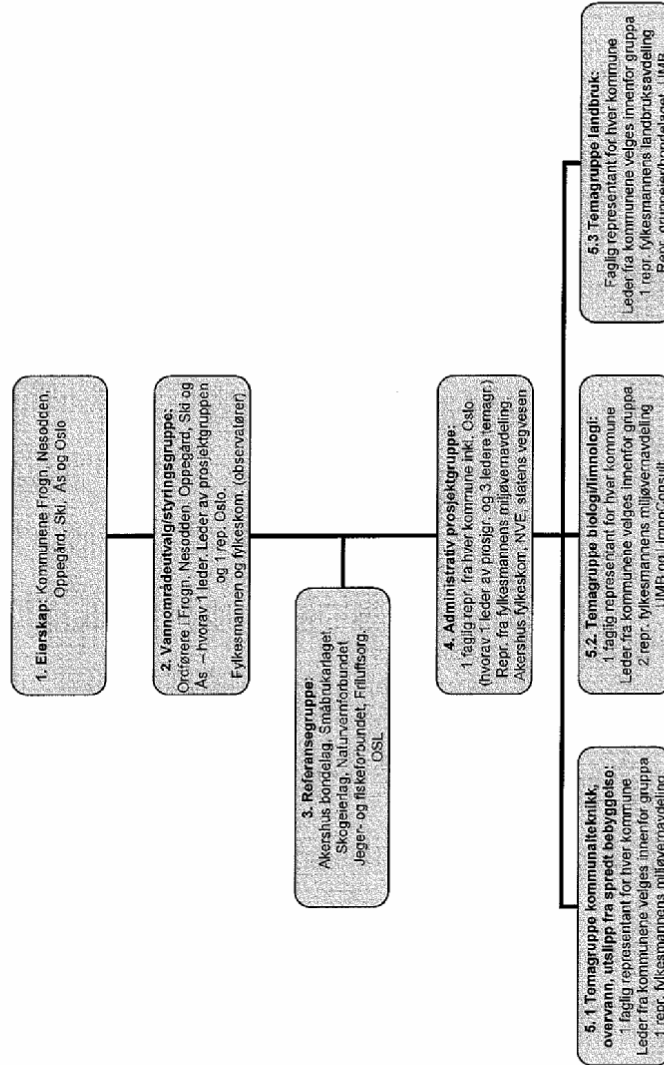 1. Eierskap: Kommunene Frogn, Nesodden,
Oppegård, Ski, Ås og Oslo
2. Vannområdeutvalg/styringsgruppe:
Ordførere i Frogn, Nesodden, Oppegård, Ski og
Ås – hvorav 1 leder. Leder av prosjektgruppen
og 1 rep. Oslo.
Fylkesmannen og fylkeskom. (observatører)
3. Referansegruppe:
Akershus bondelag, Småbrukarlaget
Skogeierlag, Naturvernforbundet
Jeger- og fiskeforbundet, Friluftsorg,
OSL
4. Administrativ prosjektgruppe:
1 faglig repr. fra hver kommune inkl. Oslo
(hvorav 1 leder av prosjgr. og 3 ledere temagr.)
Repr. fra fylkesmannens miljøvernavdeling,
Akershus fylkeskom, NVE, statens vegvesen
5. 1 Temagruppe kommunalteknikk,
overvann, utslipp fra spredt bebyggelse:
1 faglig representant for hver kommune
Leder fra kommunene velges innenfor gruppa
1 repr. fylkesmannens miljøvernavdeling
5.2. Temagruppe biologi/limnologi:
1 faglig representant for hver kommune
Leder fra kommunene velges innenfor gruppa
2 repr. fylkesmannens miljøvernavdeling
UMB og LimnoConsult
5.3 Temagruppe landbruk:
Faglig representant for hver kommune
Leder fra kommunene velges innenfor gruppa
1 repr. fylkesmannens landbruksavdeling
Repr. grunneier/bondelaget, UMB